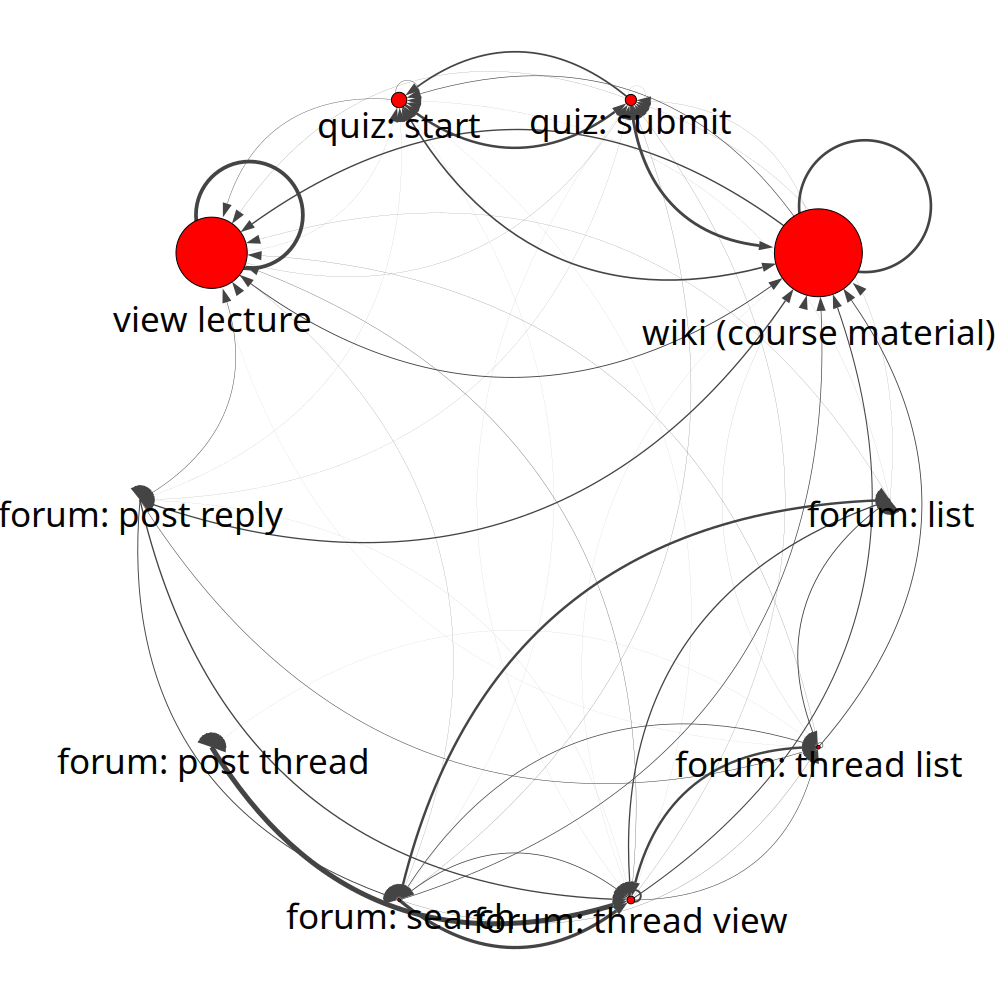 quiz: start
quiz: submit
view lecture
wiki (course material)
forum: post reply
forum: list
forum: post thread
forum: thread list
forum: search
forum: thread view